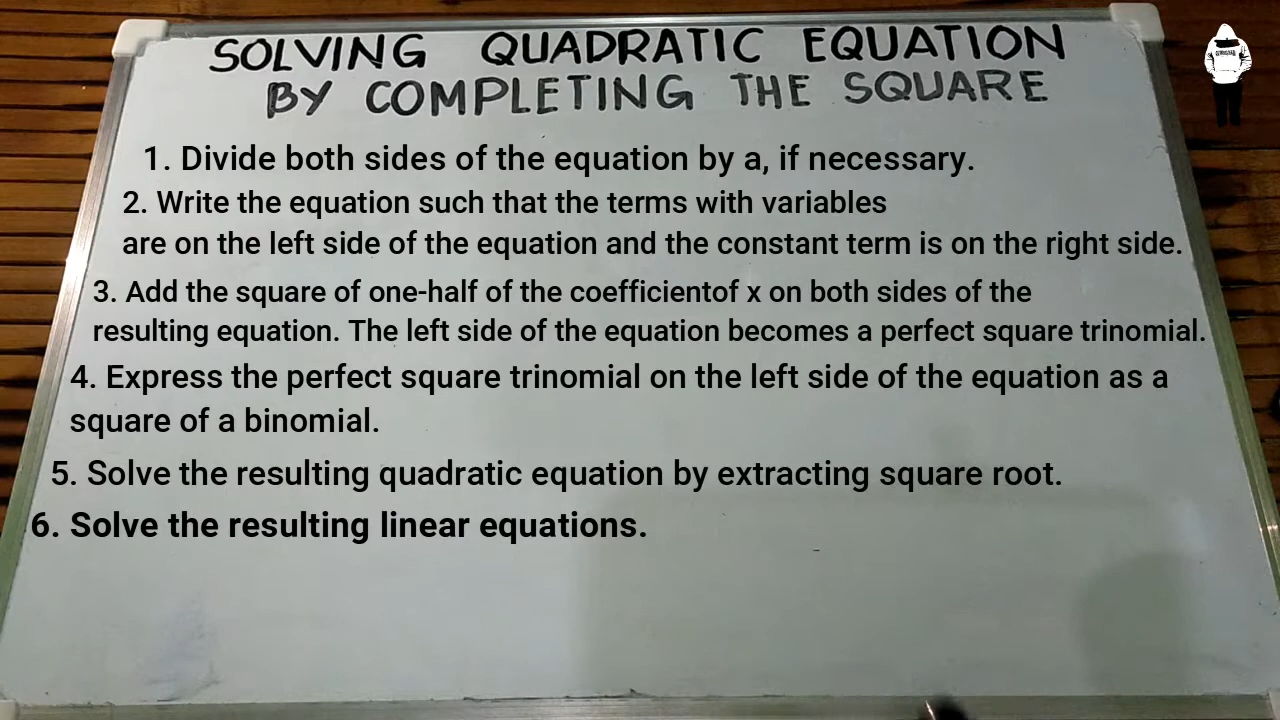 SOLVING QUADRATIC EQUATION
BY COMPLETING THE SQUARE
1. Divide both sides of the equation by a, if necessary.
2. Write the equation such that the terms with variables
are on the left side of the equation and the constant term is on the right side.
3. Add the square of one-half of the coefficientof x on both sides of the
resulting equation. The left side of the equation becomes a perfect square trinomial.
4. Express the perfect square trinomial on the left side of the equation as a
square of a binomial.
5. Solve the resulting quadratic equation by extracting square root.
6. Solve the resulting linear equations.